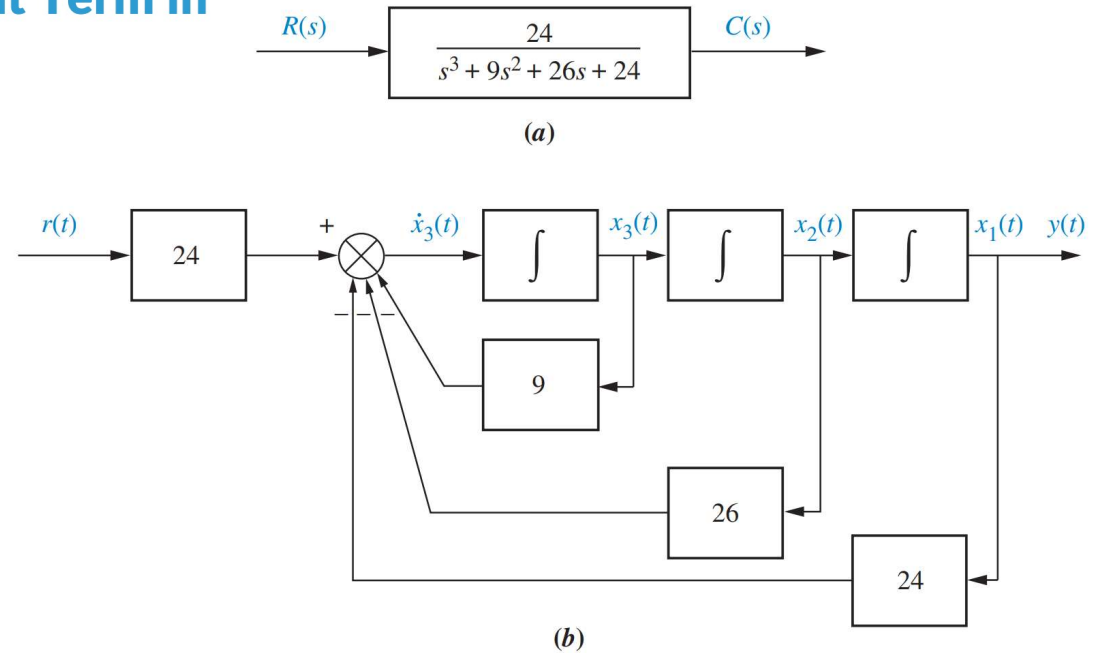 R(s)
24
s³ + 9s² + 26s + 24
C(s)
(a)
r(t)
24
+
ẋ₃(t)
∫
x₃(t)
∫
x₂(t)
∫
x₁(t) y(t)
– – –
9
26
24
(b)